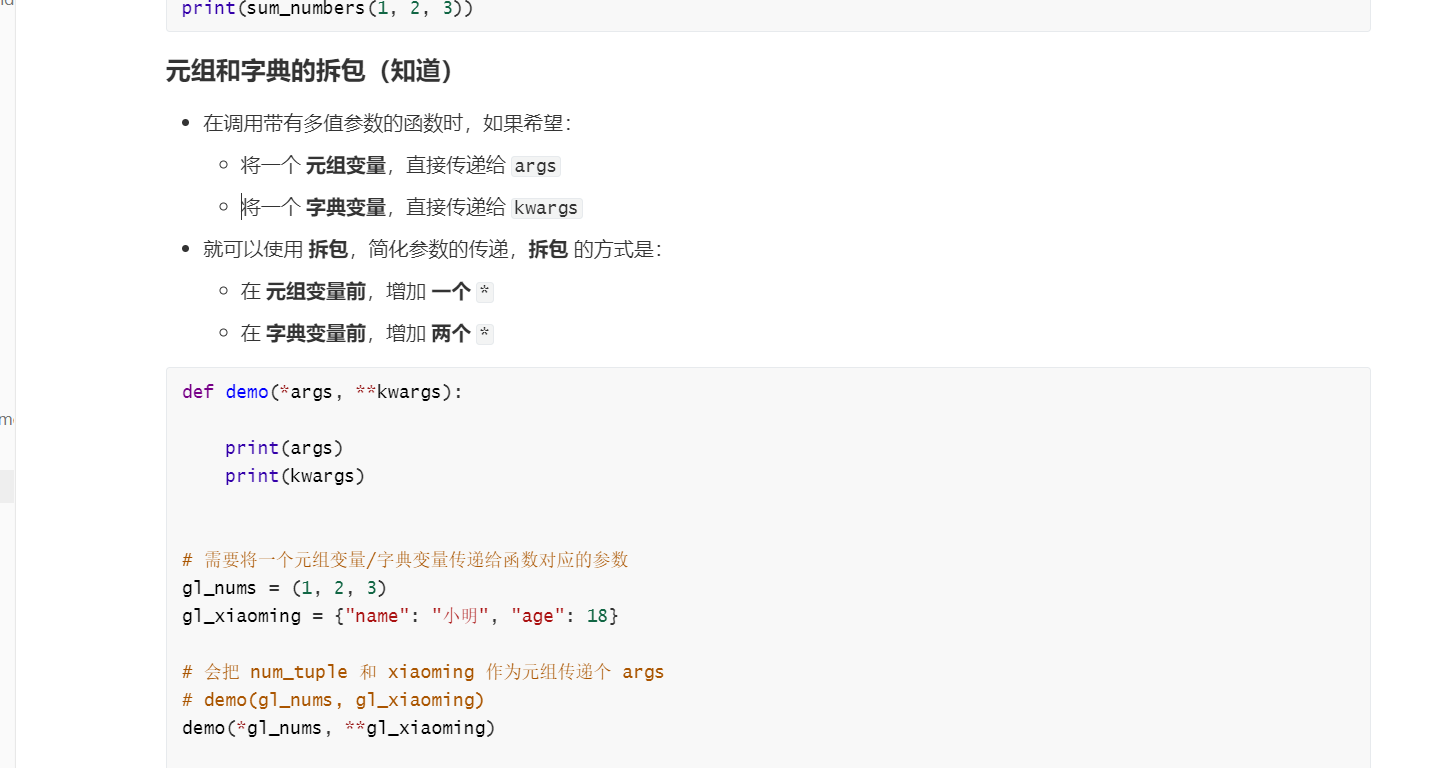 print(sum_numbers(1, 2, 3))
元组和字典的拆包（知道）
在调用带有多值参数的函数时，如果希望：
将一个 元组变量，直接传递给 args
将一个 字典变量，直接传递给 kwargs
就可以使用 拆包，简化参数的传递，拆包 的方式是：
在 元组变量前，增加 一个 *
在 字典变量前，增加 两个 *
def demo(*args, **kwargs):
print(args)
print(kwargs)
# 需要将一个元组变量/字典变量传递给函数对应的参数
gl_nums = (1, 2, 3)
gl_xiaoming = {"name": "小明", "age": 18}
# 会把 num_tuple 和 xiaoming 作为元组传递个 args
# demo(gl_nums, gl_xiaoming)
demo(*gl_nums, **gl_xiaoming)